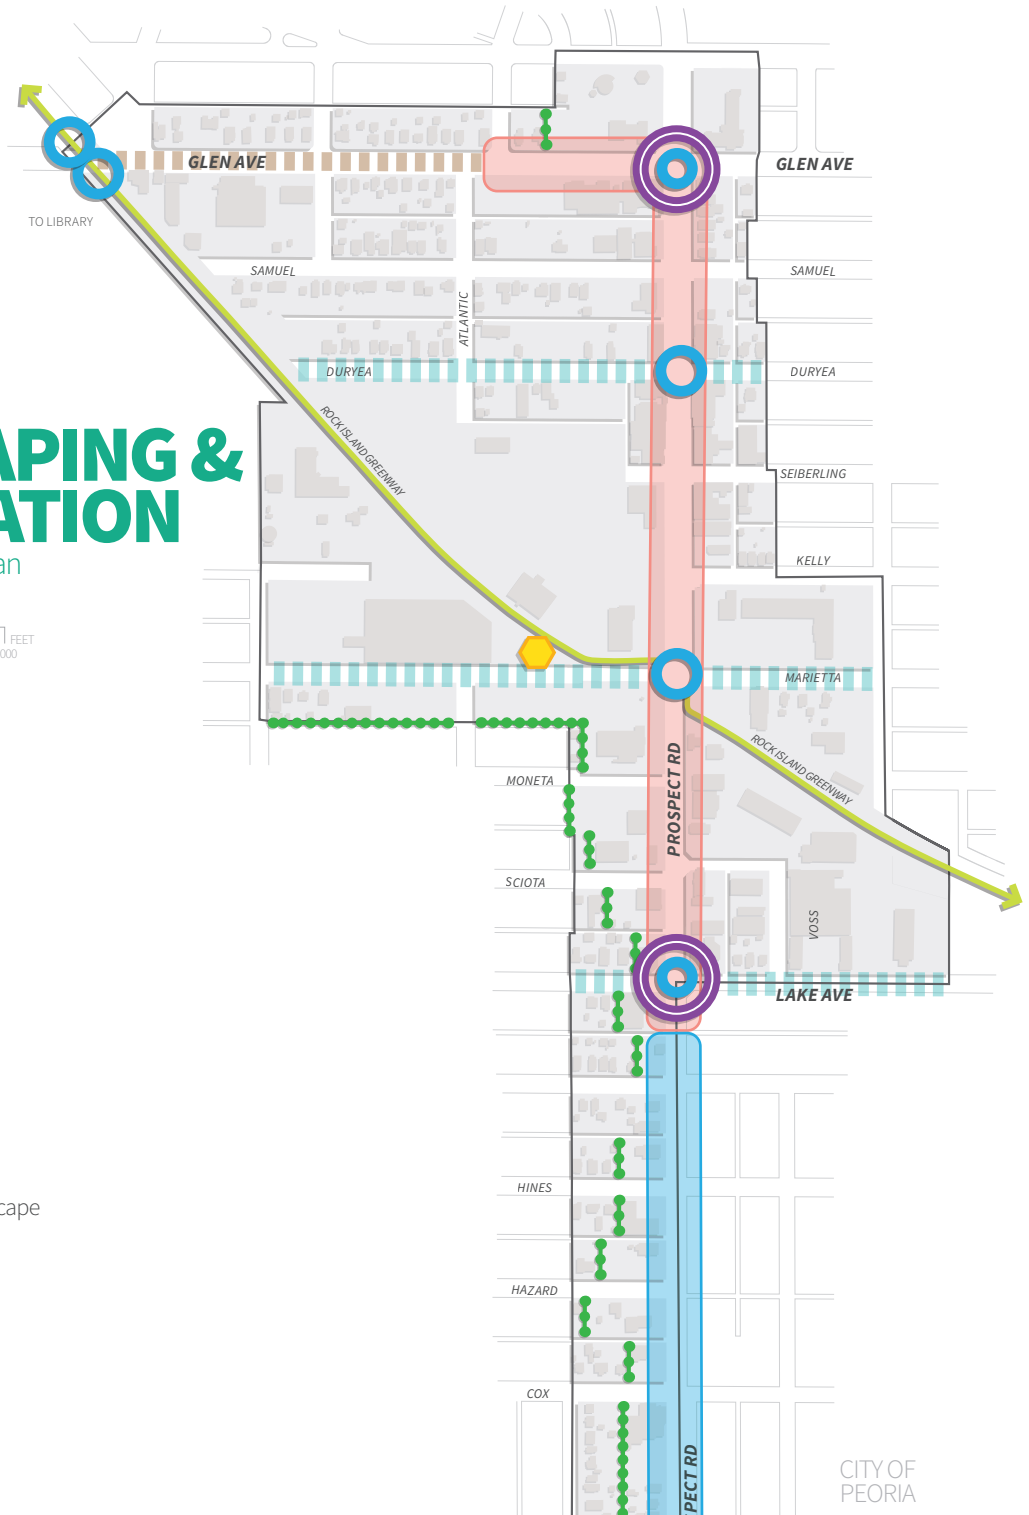 GLEN AVE
GLEN AVE
TO LIBRARY
SAMUEL
SAMUEL
ATLANTIC
DURYEA
DURYEA
ROCK ISLAND GREENWAY
APING &
SEIBERLING
ATION
an
KELLY
FEET
000
MARIETTA
ROCK ISLAND GREENWAY
PROSPECT RD
MONETA
SCIOTA
VOSS
LAKE AVE
HINES
cape
HAZARD
COX
PECT RD
CITY OF
PEORIA